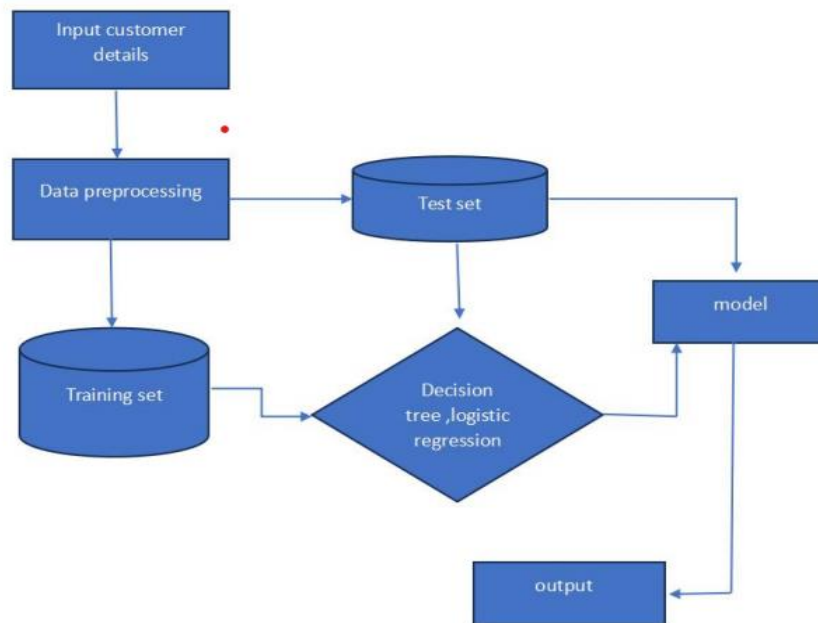 Input customer
details
Data preprocessing
Test set
model
Training set
Decision
tree ,logistic
regression
output